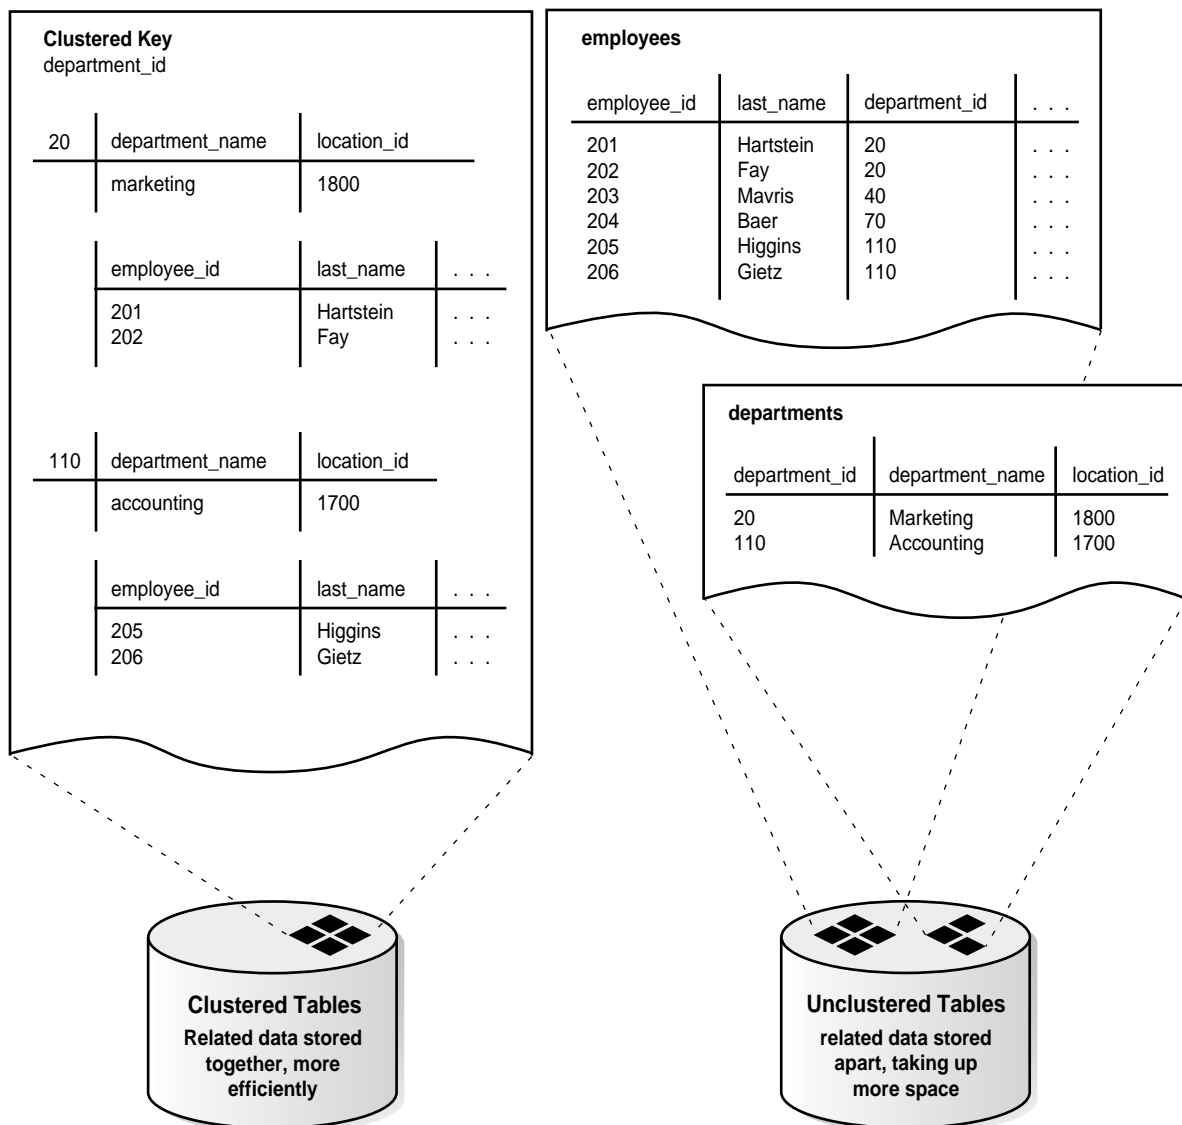 Clustered Key
department_id
20 department_name location_id
marketing 1800
employee_id last_name . . .
201 Hartstein . . .
202 Fay . . .
110 department_name location_id
accounting 1700
employee_id last_name . . .
205 Higgins . . .
206 Gietz . . .
employees
employee_id last_name department_id . . .
201 Hartstein 20 . . .
202 Fay 20 . . .
203 Mavris 40 . . .
204 Baer 70 . . .
205 Higgins 110 . . .
206 Gietz 110 . . .
departments
department_id department_name location_id
20 Marketing 1800
110 Accounting 1700
Clustered Tables
Related data stored
together, more
efficiently
Unclustered Tables
related data stored
apart, taking up
more space